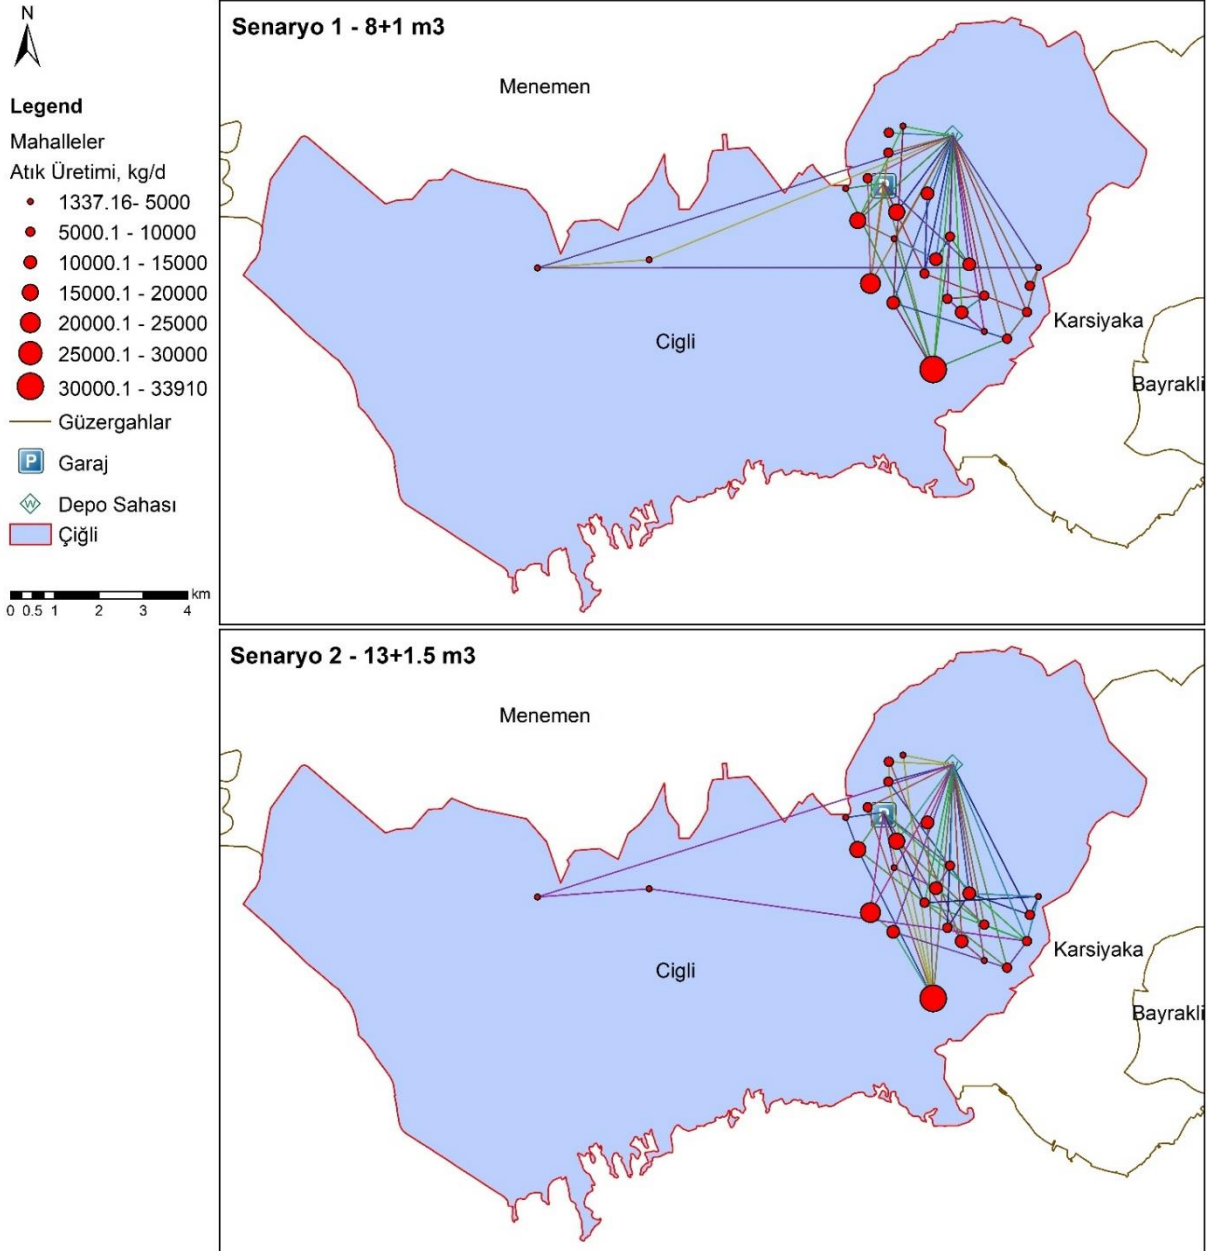 N
Legend
Mahalleler
Atık Üretimi, kg/d
1337.16- 5000
5000.1 - 10000
10000.1 - 15000
15000.1 - 20000
20000.1 - 25000
25000.1 - 30000
30000.1 - 33910
Güzergahlar
P Garaj
W Depo Sahası
Çiğli
km
0 0.5 1 2 3 4
Senaryo 1 - 8+1 m3
Menemen
W
P
Cigli
Karsiyaka
Bayrakli
Senaryo 2 - 13+1.5 m3
Menemen
W
P
Cigli
Karsiyaka
Bayrakli